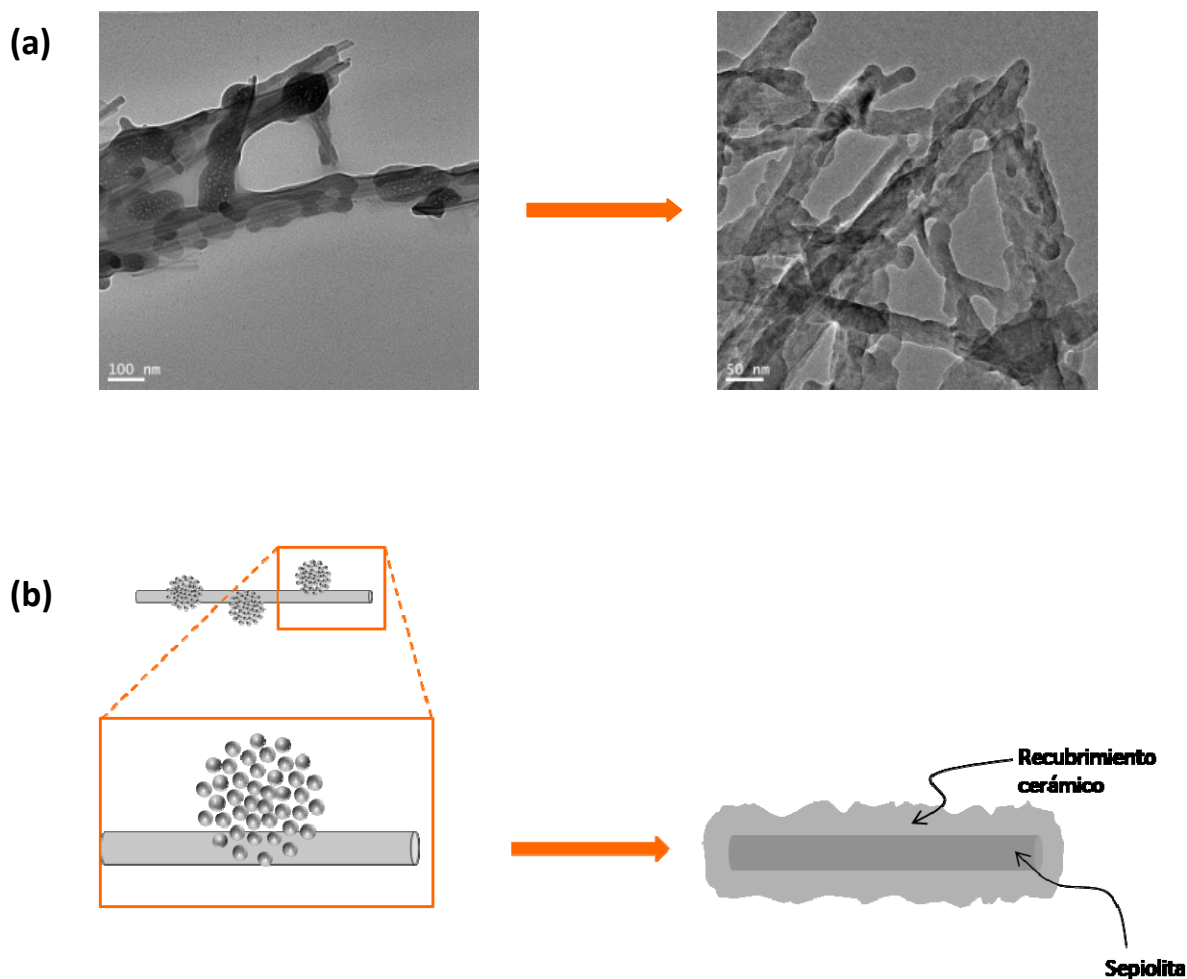 (a)
100 nm
50 nm
(b)
Recubrimiento
cerámico
Sepiolita